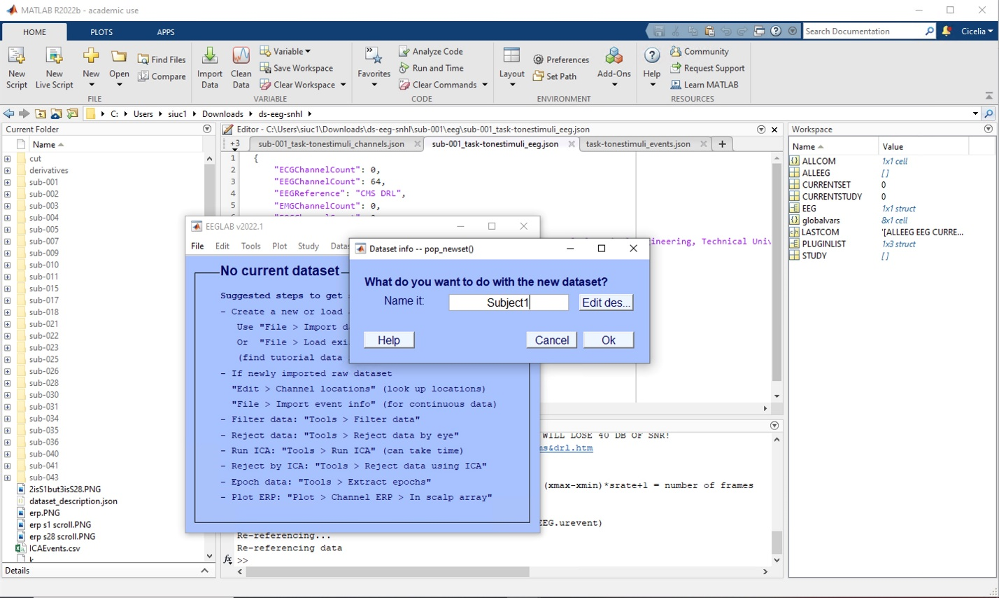 MATLAB R2022b - academic use
HOME PLOTS APPS
Search Documentation
Cicelia
New Script
New Live Script
New
Open
Find Files
Compare
FILE
Import Data
Clean Data
Variable
Save Workspace
Clear Workspace
VARIABLE
Favorites
Analyze Code
Run and Time
Clear Commands
CODE
Layout
Preferences
Set Path
Add-Ons
ENVIRONMENT
Help
Community
Request Support
Learn MATLAB
RESOURCES
C: Users siuc1 Downloads ds-eeg-snhl
Current Folder
Name
cut
derivatives
sub-001
sub-002
sub-003
sub-004
sub-005
sub-007
sub-009
sub-010
sub-011
sub-015
sub-017
sub-018
sub-021
sub-022
sub-023
sub-025
sub-026
sub-028
sub-030
sub-031
sub-034
sub-035
sub-036
sub-040
sub-041
sub-043
2isS1but3isS28.PNG
dataset_description.json
erp.PNG
erp s1 scroll.PNG
erp s28 scroll.PNG
ICAEvents.csv
Details
Editor - C:\Users\siuc1\Downloads\ds-eeg-snhl\sub-001\eeg\sub-001_task-tonestimuli_eeg.json
+3 sub-001_task-tonestimuli_channels.json sub-001_task-tonestimuli_eeg.json task-tonestimuli_events.json
1 {
2 "ECGChannelCount": 0,
3 "EEGChannelCount": 64,
4 "EEGReference": "CMS DRL",
5 "EMGChannelCount": 0,
ineering, Technical Univ
EEGLAB v2022.1
File Edit Tools Plot Study Datas
No current dataset
Suggested steps to get
- Create a new or load
Use "File > Import d
Or "File > Load exi
(find tutorial data
- If newly imported raw dataset
"Edit > Channel locations" (look up locations)
"File > Import event info" (for continuous data)
- Filter data: "Tools > Filter data"
- Reject data: "Tools > Reject data by eye"
- Run ICA: "Tools > Run ICA" (can take time)
- Reject by ICA: "Tools > Reject data using ICA"
- Epoch data: "Tools > Extract epochs"
- Plot ERP: "Plot > Channel ERP > In scalp array"
Dataset info -- pop_newset()
What do you want to do with the new dataset?
Name it: Subject1 Edit des...
Help Cancel Ok
WILL LOSE 40 DB OF SNR!
ms&drl.htm
(xmax-xmin)*srate+1 = number of frames
EEG.urevent)
Re-referencing...
Re-referencing data
fx >>
Workspace
Name Value
ALLCOM 1x1 cell
ALLEEG []
CURRENTSET 0
CURRENTSTUDY 0
EEG 1x1 struct
globalvars 8x1 cell
LASTCOM '[ALLEEG EEG CURRE...
PLUGINLIST 1x3 struct
STUDY []